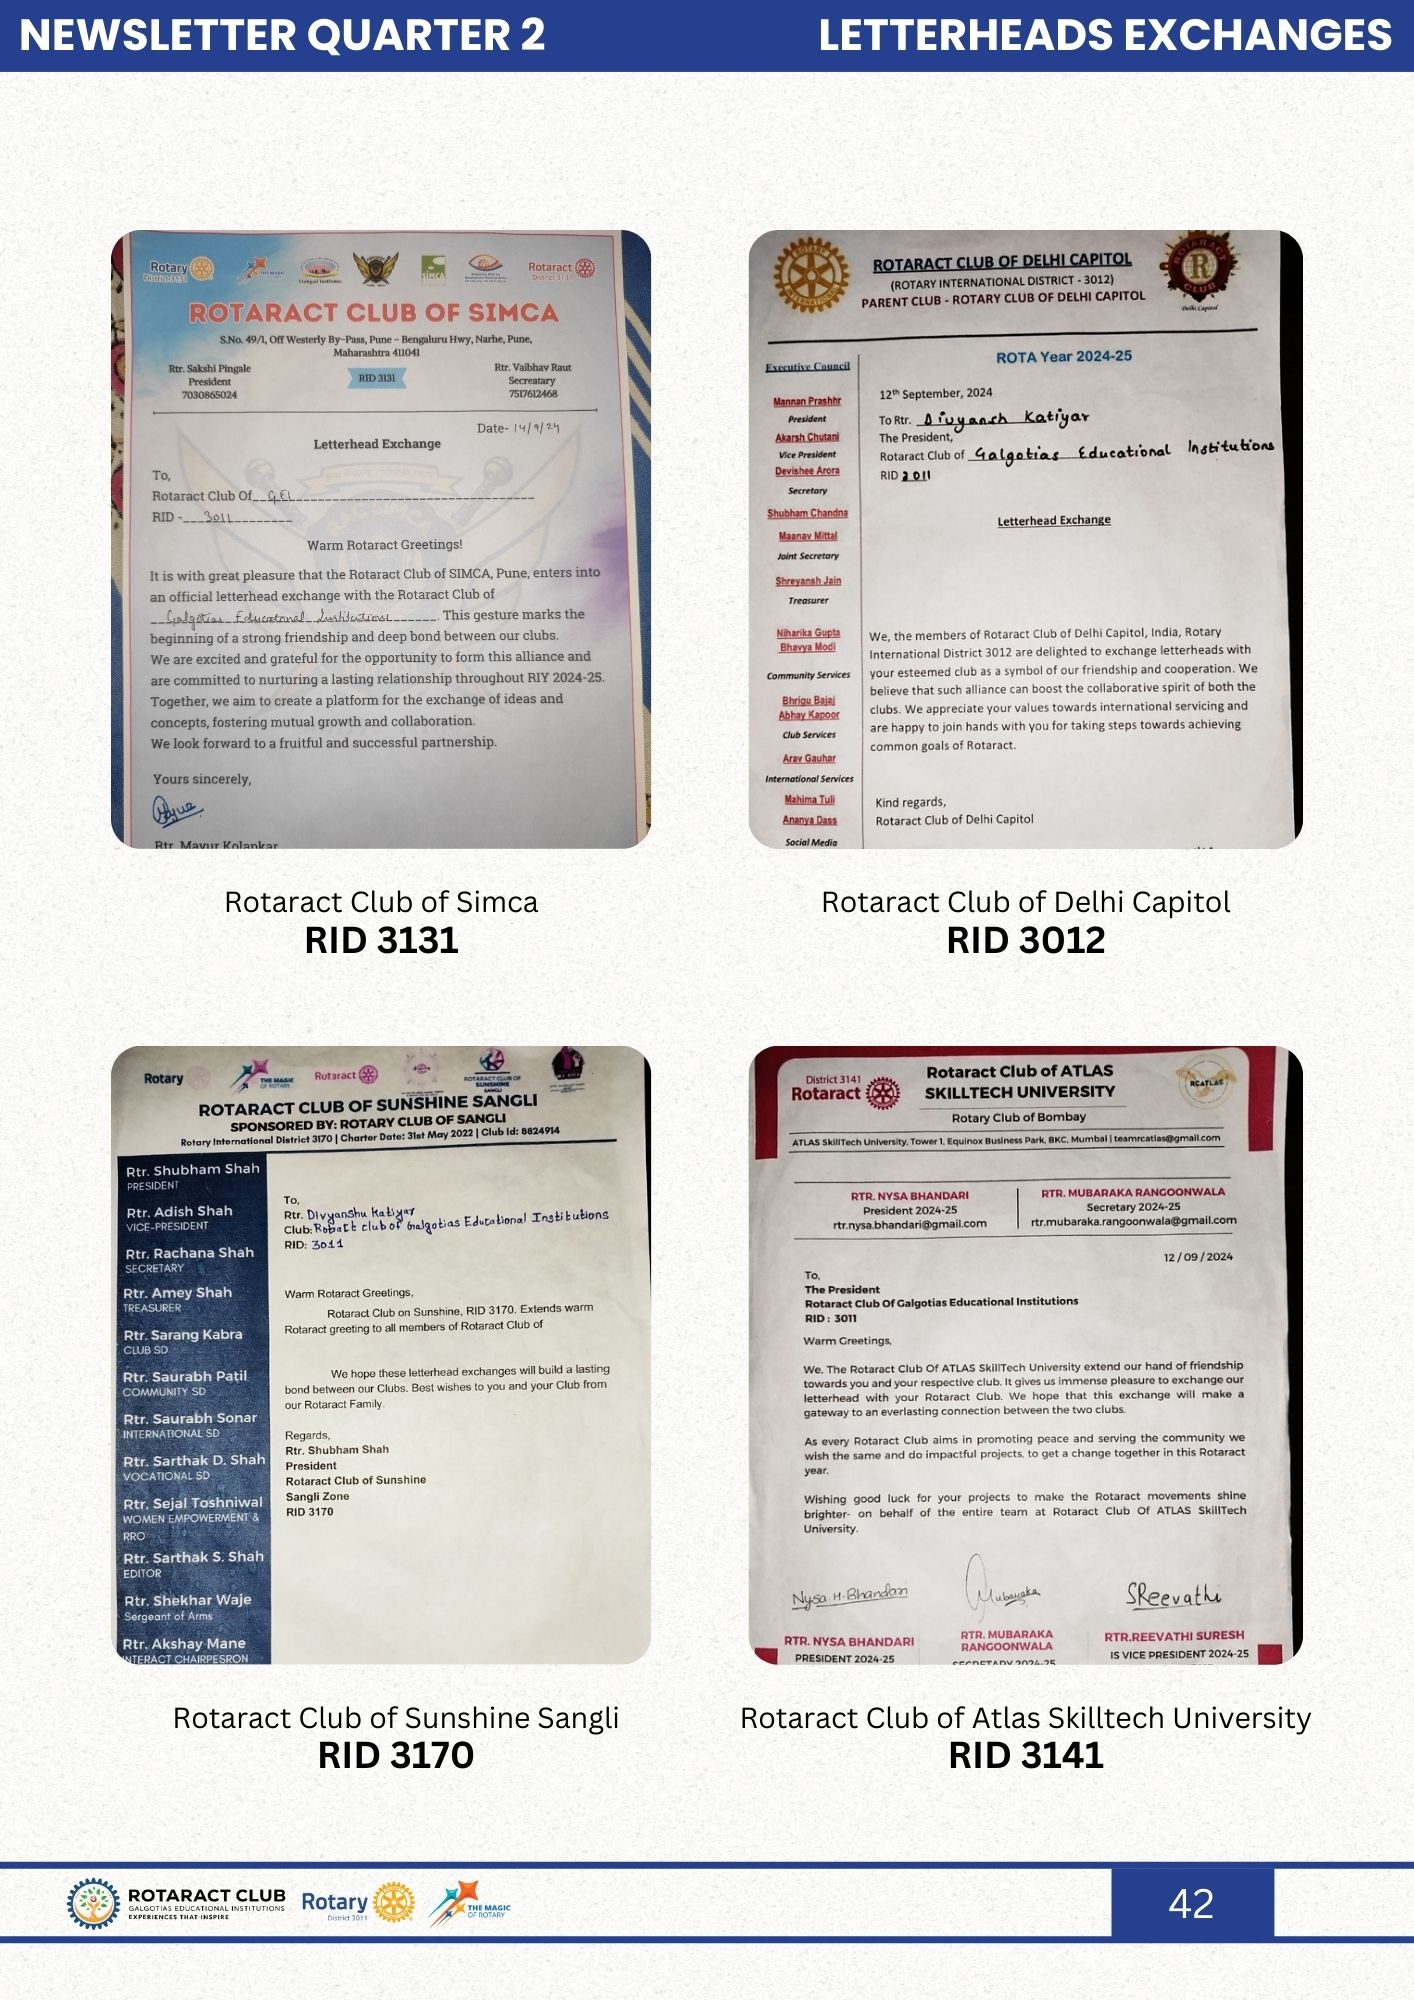 NEWSLETTER QUARTER 2
LETTERHEADS EXCHANGES
Rotary
District 3131
THE MAGIC
SIMCA
Rotaract
District 3131
ROTARACT CLUB OF SIMCA
S.No. 49/1, Off Westerly By-Pass, Pune – Bengaluru Hwy, Narhe, Pune,
Maharashtra 411041
Rtr. Sakshi Pingale
President
7030865024
RID 3131
Rtr. Vaibhav Raut
Secreatary
7517612468
Date- 14/9/24
Letterhead Exchange
To,
Rotaract Club Of GEI
RID - 3011
Warm Rotaract Greetings!
It is with great pleasure that the Rotaract Club of SIMCA, Pune, enters into
an official letterhead exchange with the Rotaract Club of
Galgotias Educational Institutions. This gesture marks the
beginning of a strong friendship and deep bond between our clubs.
We are excited and grateful for the opportunity to form this alliance and
are committed to nurturing a lasting relationship throughout RIY 2024-25.
Together, we aim to create a platform for the exchange of ideas and
concepts, fostering mutual growth and collaboration.
We look forward to a fruitful and successful partnership.
Yours sincerely,
Rtr. Mayur Kolapkar
ROTARACT CLUB OF DELHI CAPITOL
(ROTARY INTERNATIONAL DISTRICT - 3012)
PARENT CLUB - ROTARY CLUB OF DELHI CAPITOL
ROTARACT
R
CLUB
Delhi Capitol
ROTA Year 2024-25
Executive Council
Mannan Prashhr
President
Akarsh Chutani
Vice President
Devishee Arora
Secretary
Shubham Chandna
Maanav Mittal
Joint Secretary
Shreyansh Jain
Treasurer
Niharika Gupta
Bhavya Modi
Community Services
Bhrigu Bajaj
Abhay Kapoor
Club Services
Arav Gauhar
International Services
Mahima Tuli
Ananya Dass
Social Media
12th September, 2024
To Rtr. Divyansh Katiyar
The President,
Rotaract Club of Galgotias Educational Institutions
RID 3011
Letterhead Exchange
We, the members of Rotaract Club of Delhi Capitol, India, Rotary
International District 3012 are delighted to exchange letterheads with
your esteemed club as a symbol of our friendship and cooperation. We
believe that such alliance can boost the collaborative spirit of both the
clubs. We appreciate your values towards international servicing and
are happy to join hands with you for taking steps towards achieving
common goals of Rotaract.
Kind regards,
Rotaract Club of Delhi Capitol
Rotaract Club of Simca
RID 3131
Rotaract Club of Delhi Capitol
RID 3012
Rotary
THE MAGIC
OF ROTARY
Rotaract
ROTARACT CLUB OF
SUNSHINE
SANGLI
ROTARACT CLUB OF SUNSHINE SANGLI
SPONSORED BY: ROTARY CLUB OF SANGLI
Rotary International District 3170 | Charter Date: 31st May 2022 | Club Id: 8824914
Rtr. Shubham Shah
PRESIDENT
Rtr. Adish Shah
VICE-PRESIDENT
Rtr. Rachana Shah
SECRETARY
Rtr. Amey Shah
TREASURER
Rtr. Sarang Kabra
CLUB SD
Rtr. Saurabh Patil
COMMUNITY SD
Rtr. Saurabh Sonar
INTERNATIONAL SD
Rtr. Sarthak D. Shah
VOCATIONAL SD
Rtr. Sejal Toshniwal
WOMEN EMPOWERMENT &
RRO
Rtr. Sarthak S. Shah
EDITOR
Rtr. Shekhar Waje
Sergeant of Arms
Rtr. Akshay Mane
INTERACT CHAIRPESRON
To,
Rtr. Divyanshu Katiyar
Club: Rotact club of Galgotias Educational Institutions
RID: 3011
Warm Rotaract Greetings,
Rotaract Club on Sunshine, RID 3170. Extends warm
Rotaract greeting to all members of Rotaract Club of
We hope these letterhead exchanges will build a lasting
bond between our Clubs. Best wishes to you and your Club from
our Rotaract Family.
Regards,
Rtr. Shubham Shah
President
Rotaract Club of Sunshine
Sangli Zone
RID 3170
District 3141
Rotaract
Rotaract Club of ATLAS
SKILLTECH UNIVERSITY
Rotary Club of Bombay
RCATLAS
ATLAS SkillTech University, Tower 1, Equinox Business Park, BKC, Mumbai | teamrcatlas@gmail.com
RTR. NYSA BHANDARI
President 2024-25
rtr.nysa.bhandari@gmail.com
RTR. MUBARAKA RANGOONWALA
Secretary 2024-25
rtr.mubaraka.rangoonwala@gmail.com
12/09/2024
To,
The President
Rotaract Club Of Galgotias Educational Institutions
RID : 3011
Warm Greetings,
We. The Rotaract Club Of ATLAS SkillTech University extend our hand of friendship
towards you and your respective club. It gives us immense pleasure to exchange our
letterhead with your Rotaract Club. We hope that this exchange will make a
gateway to an everlasting connection between the two clubs.
As every Rotaract Club aims in promoting peace and serving the community we
wish the same and do impactful projects, to get a change together in this Rotaract
year.
Wishing good luck for your projects to make the Rotaract movements shine
brighter- on behalf of the entire team at Rotaract Club Of ATLAS SkillTech
University.
Nysa.H.Bhandari
Mubaraka
SReevathi
RTR. NYSA BHANDARI
PRESIDENT 2024-25
RTR. MUBARAKA
RANGOONWALA
SECRETARY 2024-25
RTR.REEVATHI SURESH
IS VICE PRESIDENT 2024-25
Rotaract Club of Sunshine Sangli
RID 3170
Rotaract Club of Atlas Skilltech University
RID 3141
ROTARACT CLUB
GALGOTIAS EDUCATIONAL INSTITUTIONS
EXPERIENCES THAT INSPIRE
Rotary
District 3011
THE MAGIC
OF ROTARY
42